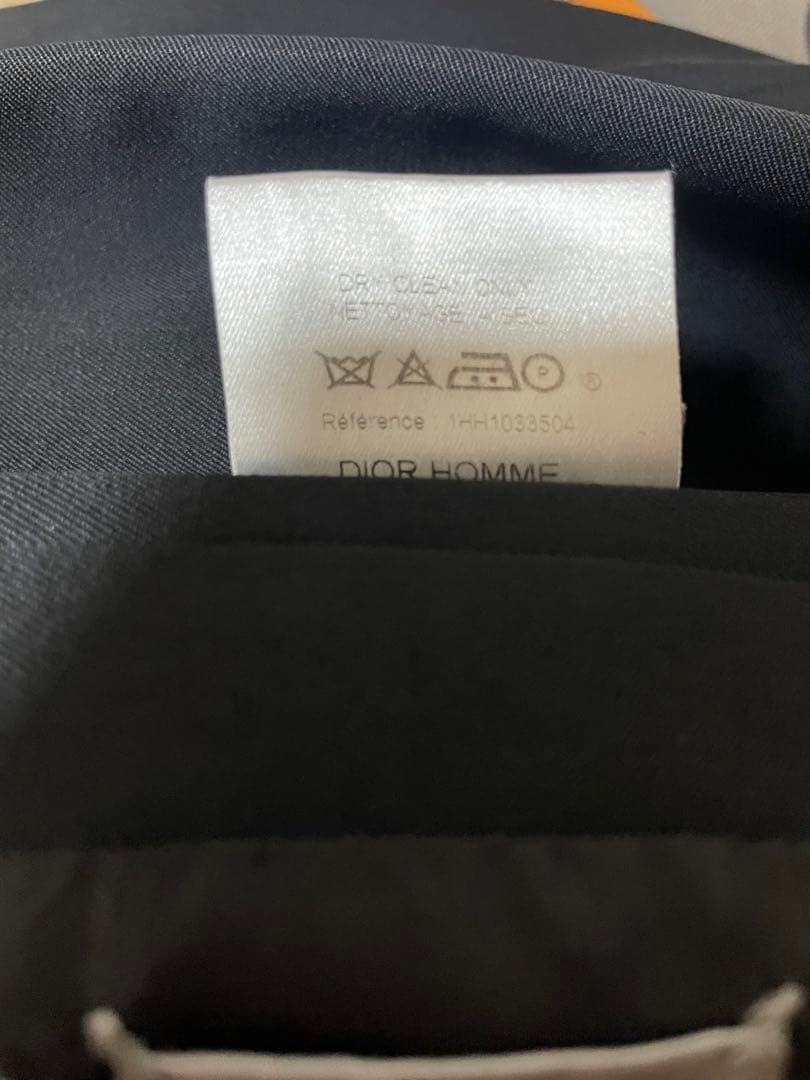 DRY CLEAN ONLY
NETTOYAGE A SEC
P ®
Référence 1HH1033504
DIOR HOMME